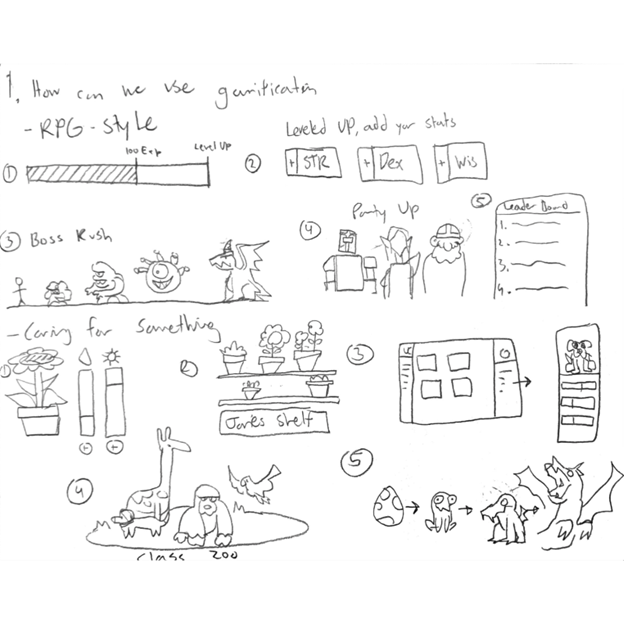 1. How can we use gamification
- RPG-style
① 100 Exp Level Up
② Leveled UP, add your stats
+ STR + Dex + Wis
③ Boss Rush
④ Party Up
⑤ Leader Board
1.
2.
3.
4.
- Caring for Something
①
+ +
②
Janes Shelf
③
④
class zoo
⑤